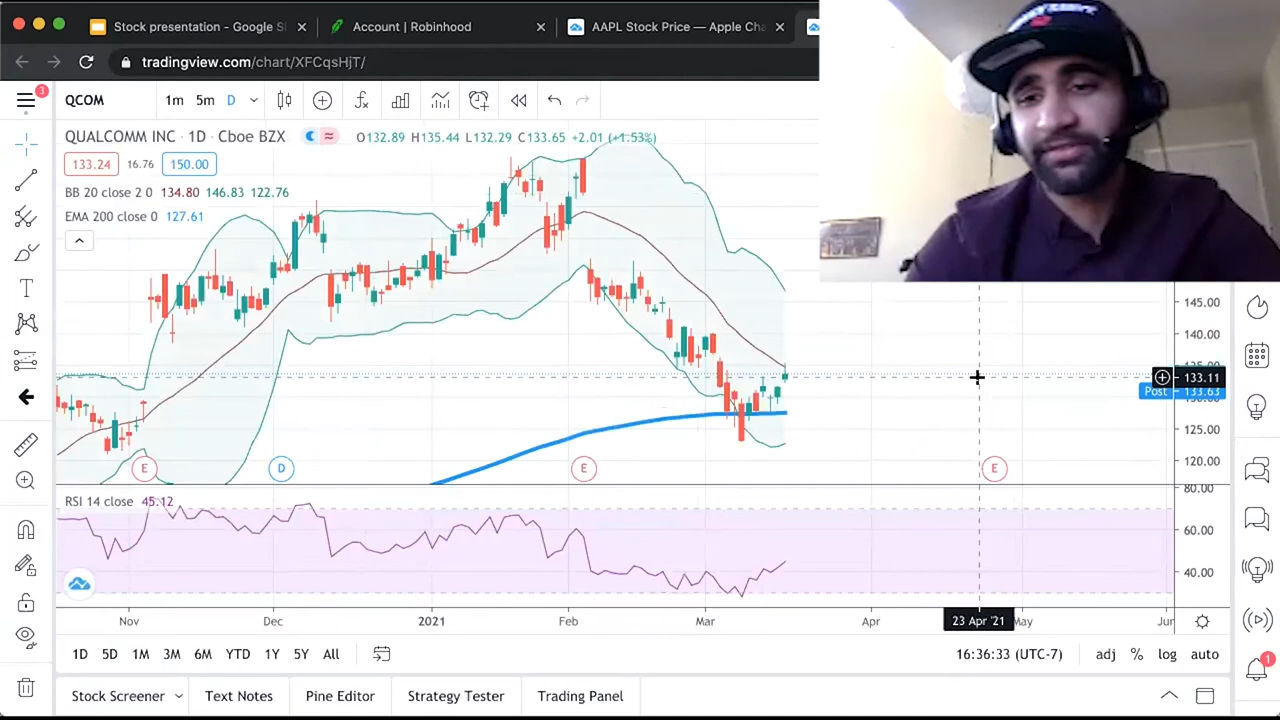 Stock presentation - Google Sl
Account | Robinhood
AAPL Stock Price — Apple Cha
tradingview.com/chart/XFCqsHjT/
3
QCOM
1m 5m D
QUALCOMM INC · 1D · Cboe BZX
O132.89 H135.44 L132.29 C133.65 +2.01 (+1.53%)
133.24 16.76 150.00
BB 20 close 2 0 134.80 146.83 122.76
EMA 200 close 0 127.61
145.00
140.00
133.11
Post 133.63
125.00
120.00
E D E E
80.00
RSI 14 close 45.12
60.00
40.00
Nov Dec 2021 Feb Mar Apr 23 Apr '21 May Jun
1D 5D 1M 3M 6M YTD 1Y 5Y All
16:36:33 (UTC-7) adj % log auto
1
Stock Screener Text Notes Pine Editor Strategy Tester Trading Panel